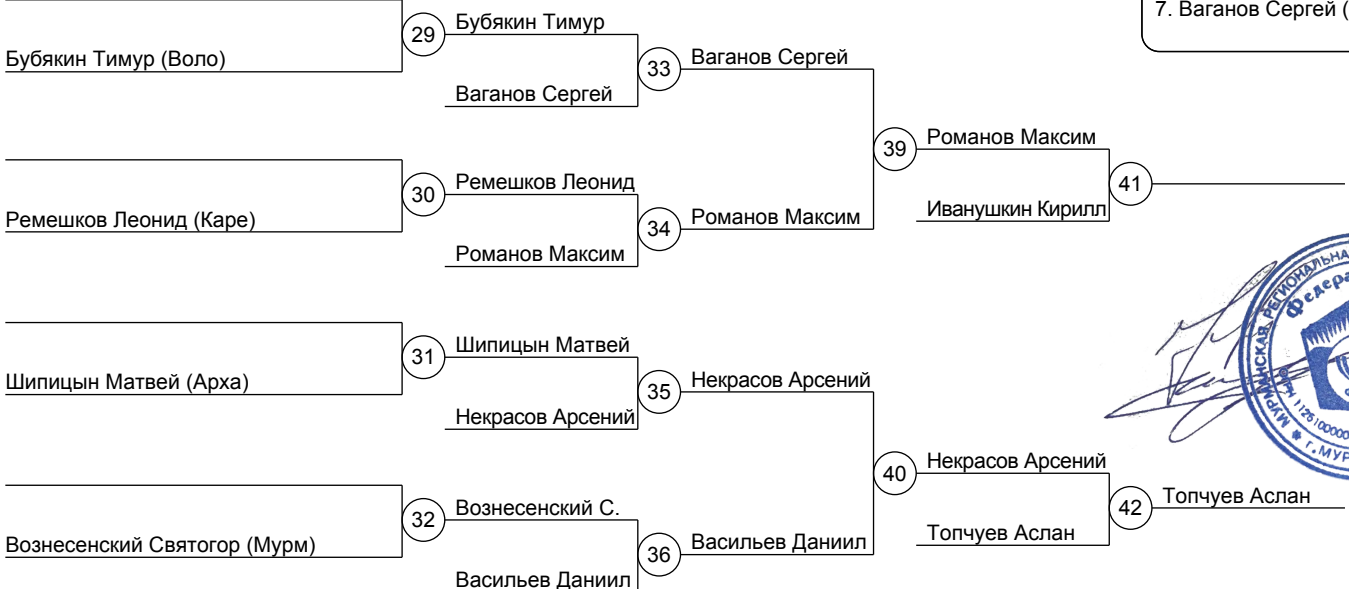 7. Ваганов Сергей (
Бубякин Тимур (Воло)
29
Бубякин Тимур
Ваганов Сергей
33
Ваганов Сергей
Ремешков Леонид (Каре)
30
Ремешков Леонид
Романов Максим
34
Романов Максим
39
Романов Максим
Иванушкин Кирилл
41
Шипицын Матвей (Арха)
31
Шипицын Матвей
Некрасов Арсений
35
Некрасов Арсений
Вознесенский Святогор (Мурм)
32
Вознесенский С.
Васильев Даниил
36
Васильев Даниил
40
Некрасов Арсений
Топчуев Аслан
42
Топчуев Аслан
МУРМАНСКАЯ РЕГИОНАЛЬНА
Федера